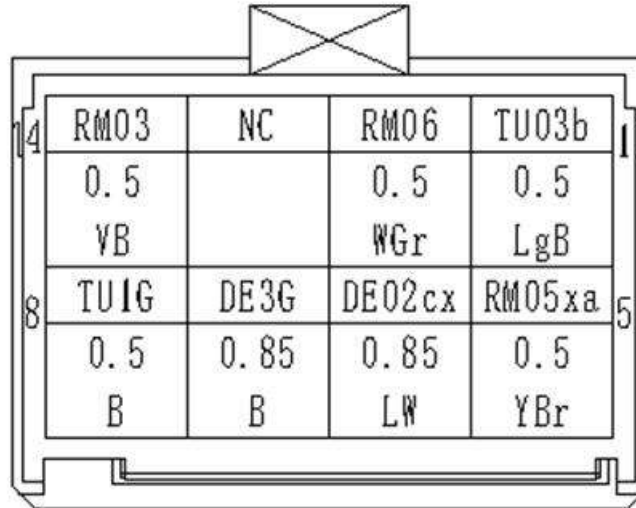 14 RM03 NC RM06 TU03b 1
0.5 0.5 0.5
VB WGr LgB
8 TU1G DE3G DE02cx RM05xa 5
0.5 0.85 0.85 0.5
B B LW YBr